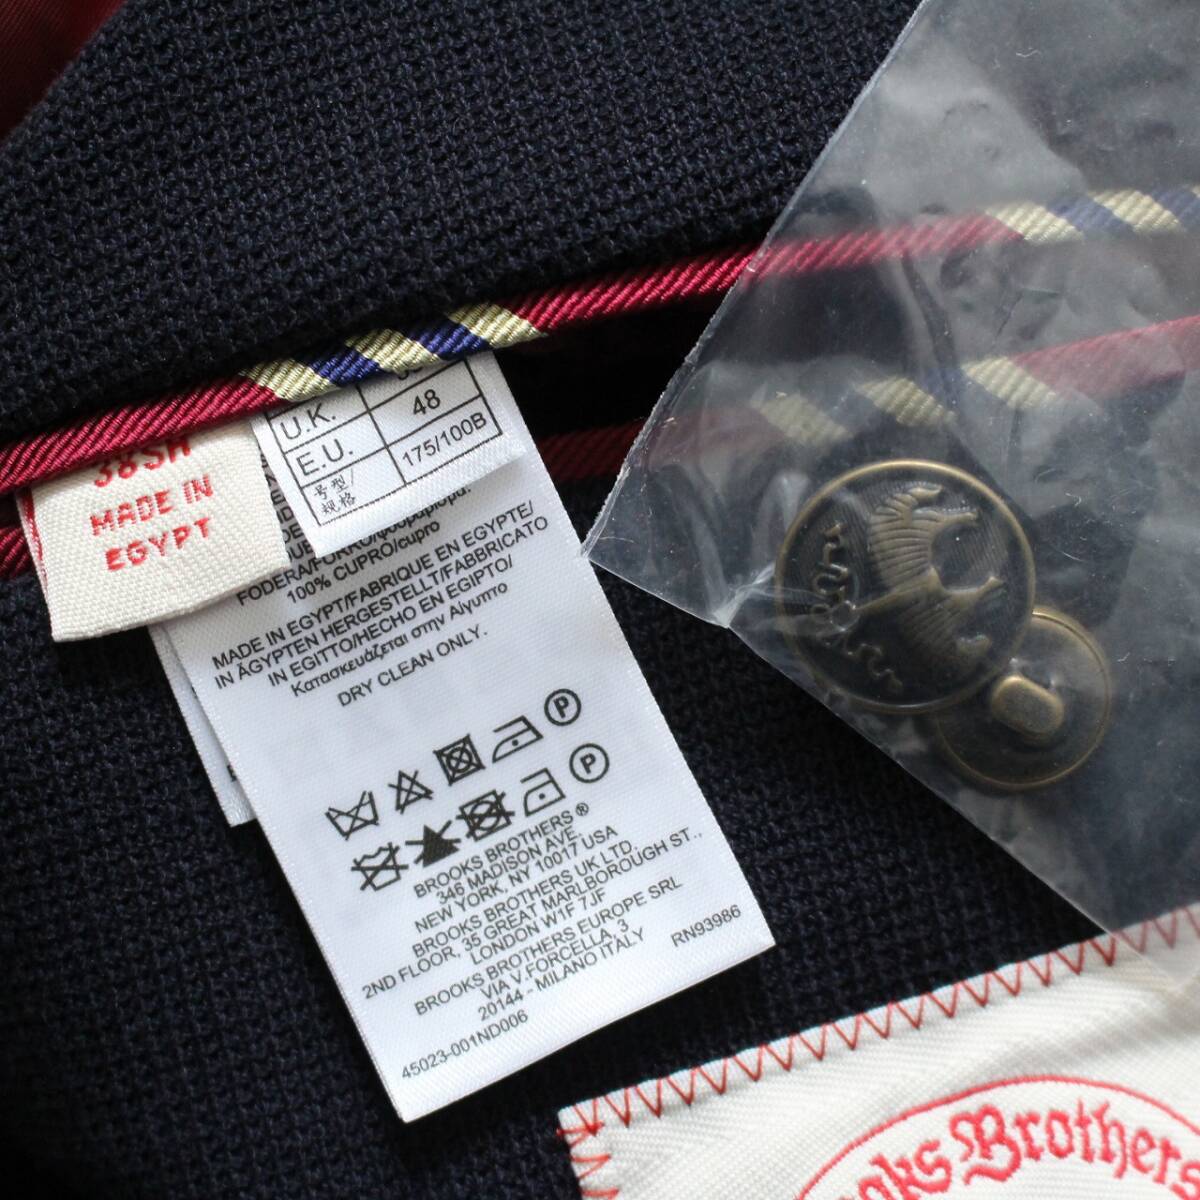 38SH
MADE IN
EGYPT
U.K.
E.U. 48
号型/
规格 175/100B
FODERA/FORRO/φοδράρισμα:
100% CUPRO/cupro
MADE IN EGYPT/FABRIQUE EN EGYPTE/
IN ÄGYPTEN HERGESTELLT/FABBRICATO
IN EGITTO/HECHO EN EGIPTO/
Κατασκευάζεται στην Αίγυπτο
DRY CLEAN ONLY.
P
P
BROOKS BROTHERS ®
346 MADISON AVE.
NEW YORK, NY 10017 USA
BROOKS BROTHERS UK LTD.
2ND FLOOR, 35 GREAT MARLBOROUGH ST.,
LONDON W1F 7JF
BROOKS BROTHERS EUROPE SRL
VIA V.FORCELLA, 3
20144 - MILANO ITALY
RN93986
45023-001ND006
Brothers